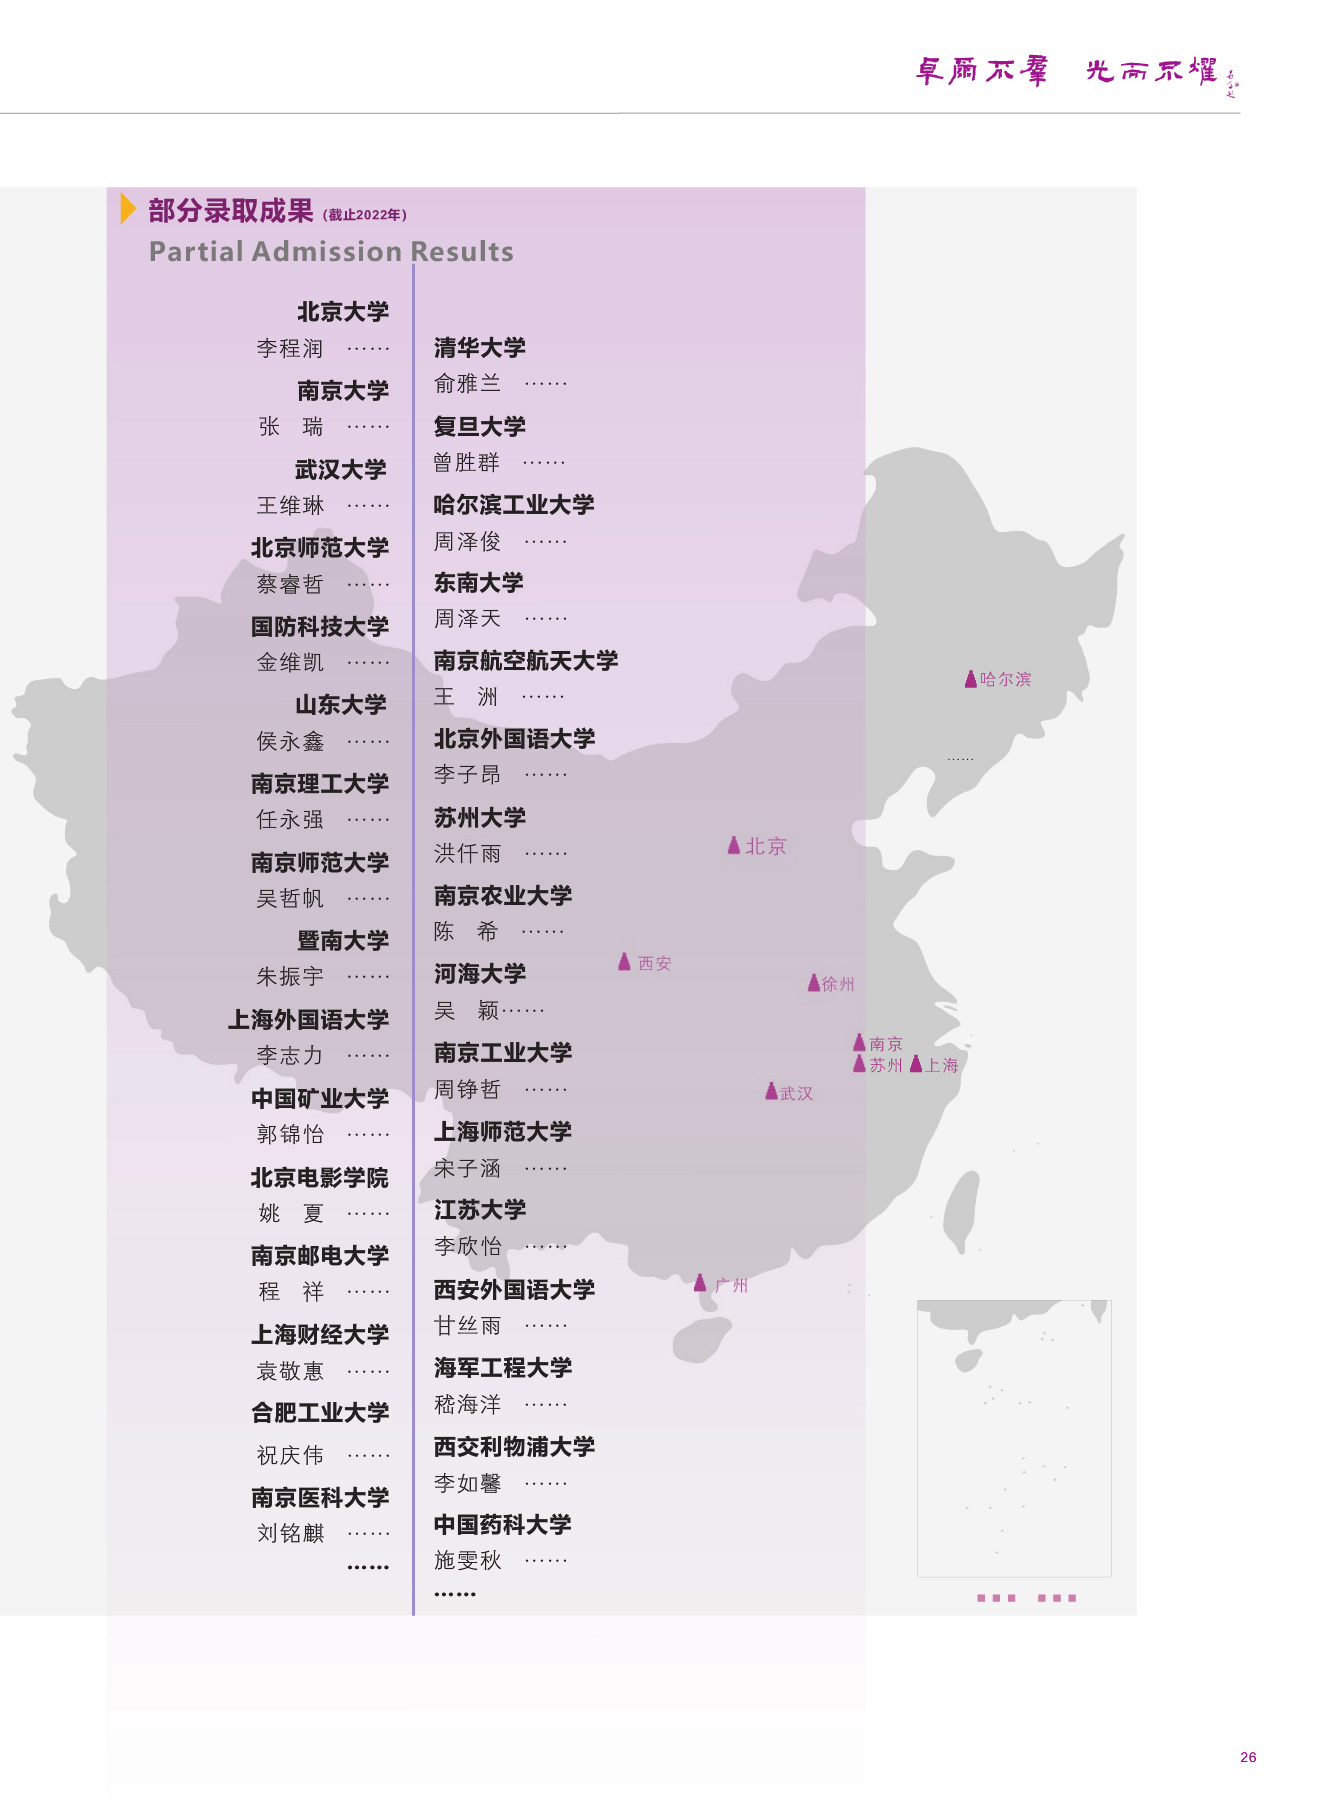 卓爾不羣　光而不耀
部分录取成果（截止2022年）
Partial Admission Results
北京大学
李程润　……
南京大学
张　瑞　……
武汉大学
王维琳　……
北京师范大学
蔡睿哲　……
国防科技大学
金维凯　……
山东大学
侯永鑫　……
南京理工大学
任永强　……
南京师范大学
吴哲帆　……
暨南大学
朱振宇　……
上海外国语大学
李志力　……
中国矿业大学
郭锦怡　……
北京电影学院
姚　夏　……
南京邮电大学
程　祥　……
上海财经大学
袁敬惠　……
合肥工业大学
祝庆伟　……
南京医科大学
刘铭麒　……
……
清华大学
俞雅兰　……
复旦大学
曾胜群　……
哈尔滨工业大学
周泽俊　……
东南大学
周泽天　……
南京航空航天大学
王　洲　……
北京外国语大学
李子昂　……
苏州大学
洪仟雨　……
南京农业大学
陈　希　……
河海大学
吴　颖……
南京工业大学
周铮哲　……
上海师范大学
宋子涵　……
江苏大学
李欣怡　……
西安外国语大学
甘丝雨　……
海军工程大学
嵇海洋　……
西交利物浦大学
李如馨　……
中国药科大学
施雯秋　……
……
哈尔滨
……
北京
西安
徐州
南京
苏州
上海
武汉
广州
26